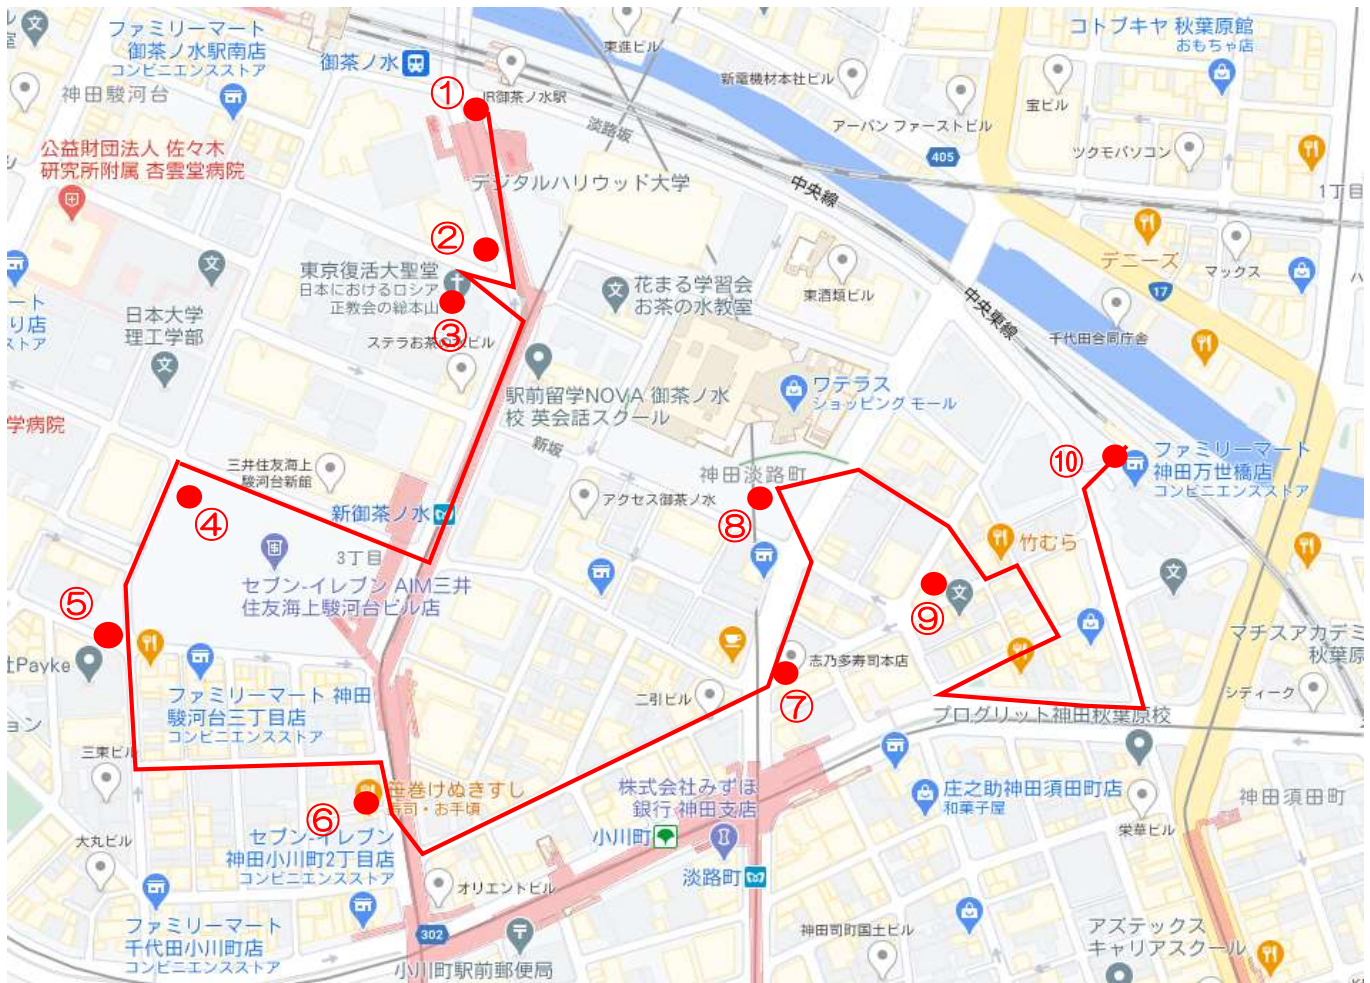 ファミリーマート
御茶ノ水駅南店
コンビニエンスストア
御茶ノ水
東進ビル
コトブキヤ 秋葉原館
おもちゃ店
神田駿河台
①
JR御茶ノ水駅
新電機材本社ビル
宝ビル
淡路坂
アーバン ファーストビル
公益財団法人 佐々木
研究所附属 杏雲堂病院
405
ツクモパソコン
デジタルハリウッド大学
中央線
1丁目
②
東京復活大聖堂
日本におけるロシア
正教会の総本山
花まる学習会
お茶の水教室
東酒類ビル
デニーズ
マックス
17
中央東線
日本大学
理工学部
③
ステラお茶の水ビル
千代田合同庁舎
駅前留学NOVA 御茶ノ水
校 英会話スクール
ワテラス
ショッピング モール
学病院
新坂
三井住友海上
駿河台新館
神田淡路町
⑩
ファミリーマート
神田万世橋店
コンビニエンスストア
④
新御茶ノ水
アクセス御茶ノ水
⑧
竹むら
3丁目
セブン-イレブン AIM三井
住友海上駿河台ビル店
⑤
⑨
マチスアカデミ
秋葉原
社Payke
志乃多寿司本店
ファミリーマート 神田
駿河台三丁目店
コンビニエンスストア
二引ビル
⑦
シディーク
プログリット神田秋葉原校
ョン
三東ビル
笹巻けぬきすし
寿司・お手頃
株式会社みずほ
銀行 神田支店
庄之助神田須田町店
和菓子屋
神田須田町
⑥
大丸ビル
セブン-イレブン
神田小川町2丁目店
コンビニエンスストア
小川町
栄華ビル
淡路町
オリエントビル
ファミリーマート
千代田小川町店
コンビニエンスストア
302
神田司町国土ビル
アズテックス
キャリアスクール
小川町駅前郵便局